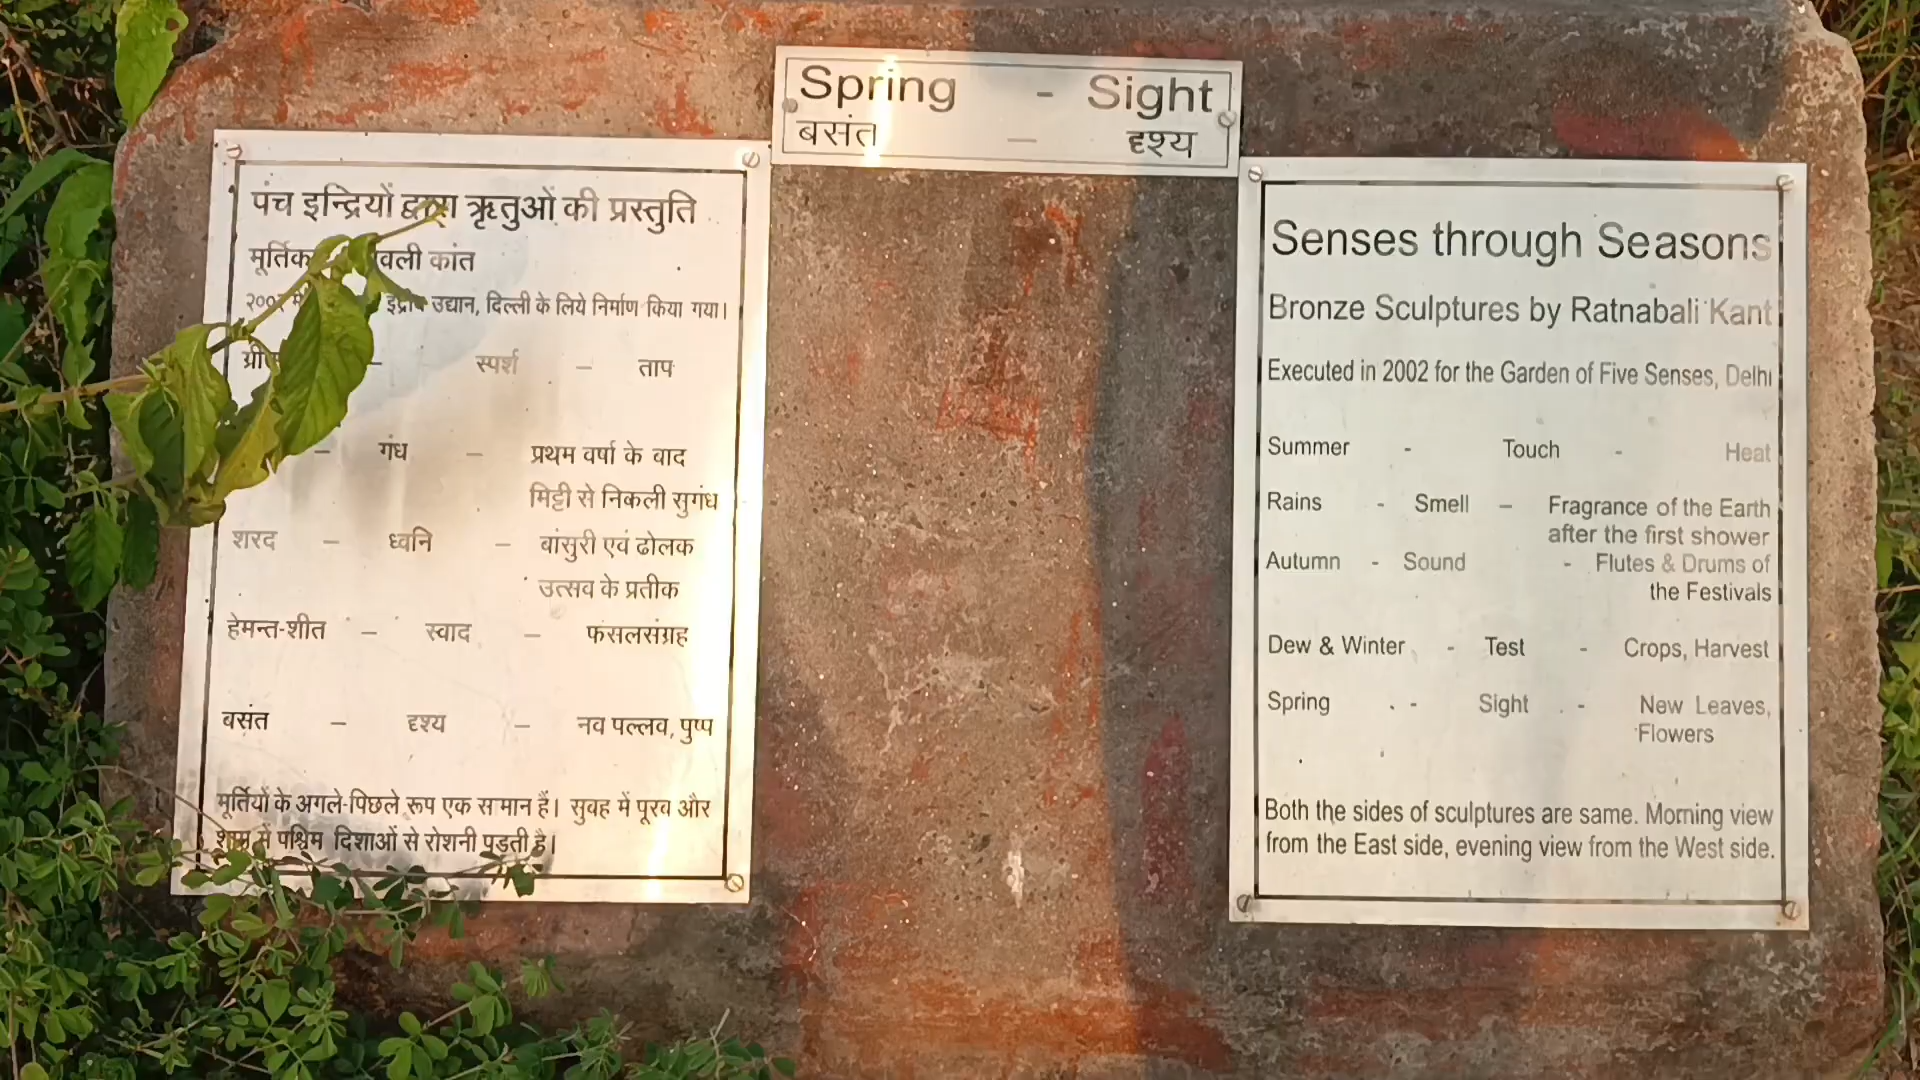 Spring - Sight
बसंत – दृश्य
पंच इन्द्रियों द्वारा ऋतुओं की प्रस्तुति
वली कांत
उद्यान, दिल्ली के लिये निर्माण किया गया।
– स्पर्श – ताप
– गंध – प्रथम वर्षा के बाद
मिट्टी से निकली सुगंध
शरद – ध्वनि – बांसुरी एवं ढोलक
उत्सव के प्रतीक
हेमन्त-शीत – स्वाद – फसलसंग्रह
बसंत – दृश्य – नव पल्लव, पुष्प
मूर्तियों के अगले-पिछले रूप एक समान हैं। सुबह में पूरब और
शाम में पश्चिम दिशाओं से रोशनी पड़ती है।
Senses through Seasons
Bronze Sculptures by Ratnabali Kant
Executed in 2002 for the Garden of Five Senses, Delhi
Summer - Touch - Heat
Rains - Smell – Fragrance of the Earth
after the first shower
Autumn - Sound - Flutes & Drums of
the Festivals
Dew & Winter - Test - Crops, Harvest
Spring - Sight - New Leaves,
Flowers
Both the sides of sculptures are same. Morning view
from the East side, evening view from the West side.